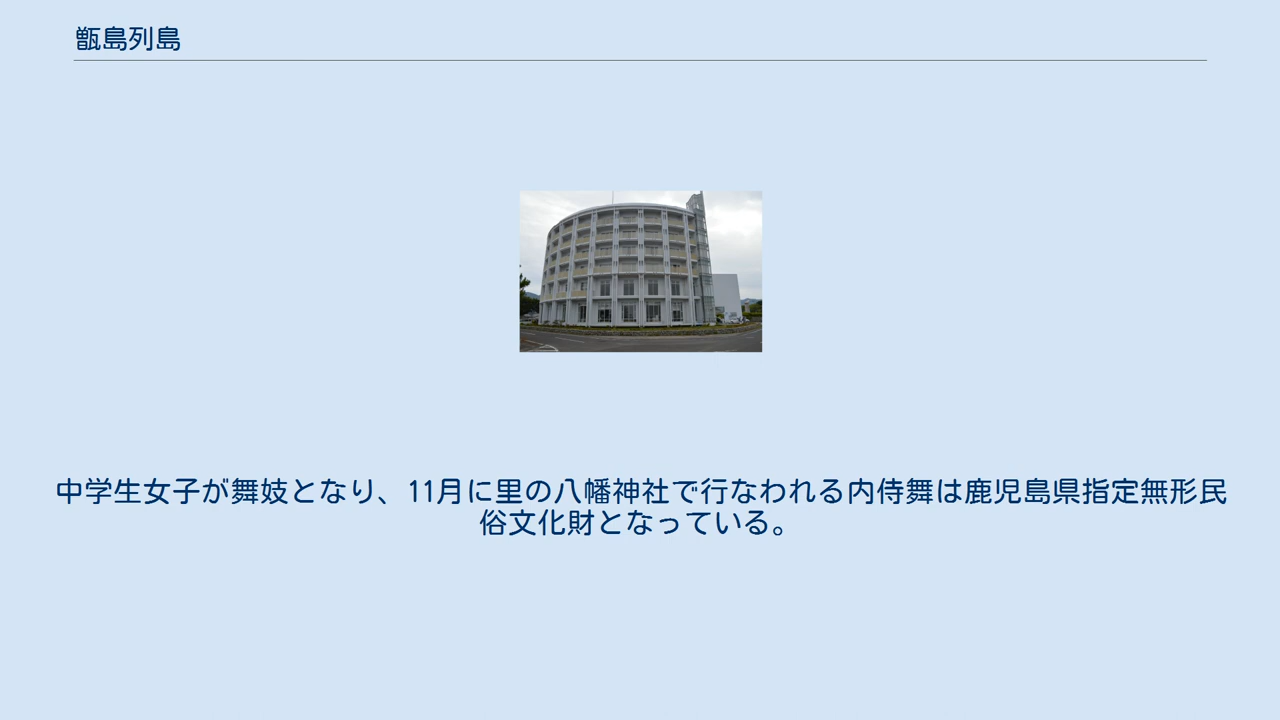 甑島列島
中学生女子が舞妓となり、11月に里の八幡神社で行なわれる内侍舞は鹿児島県指定無形民
俗文化財となっている。